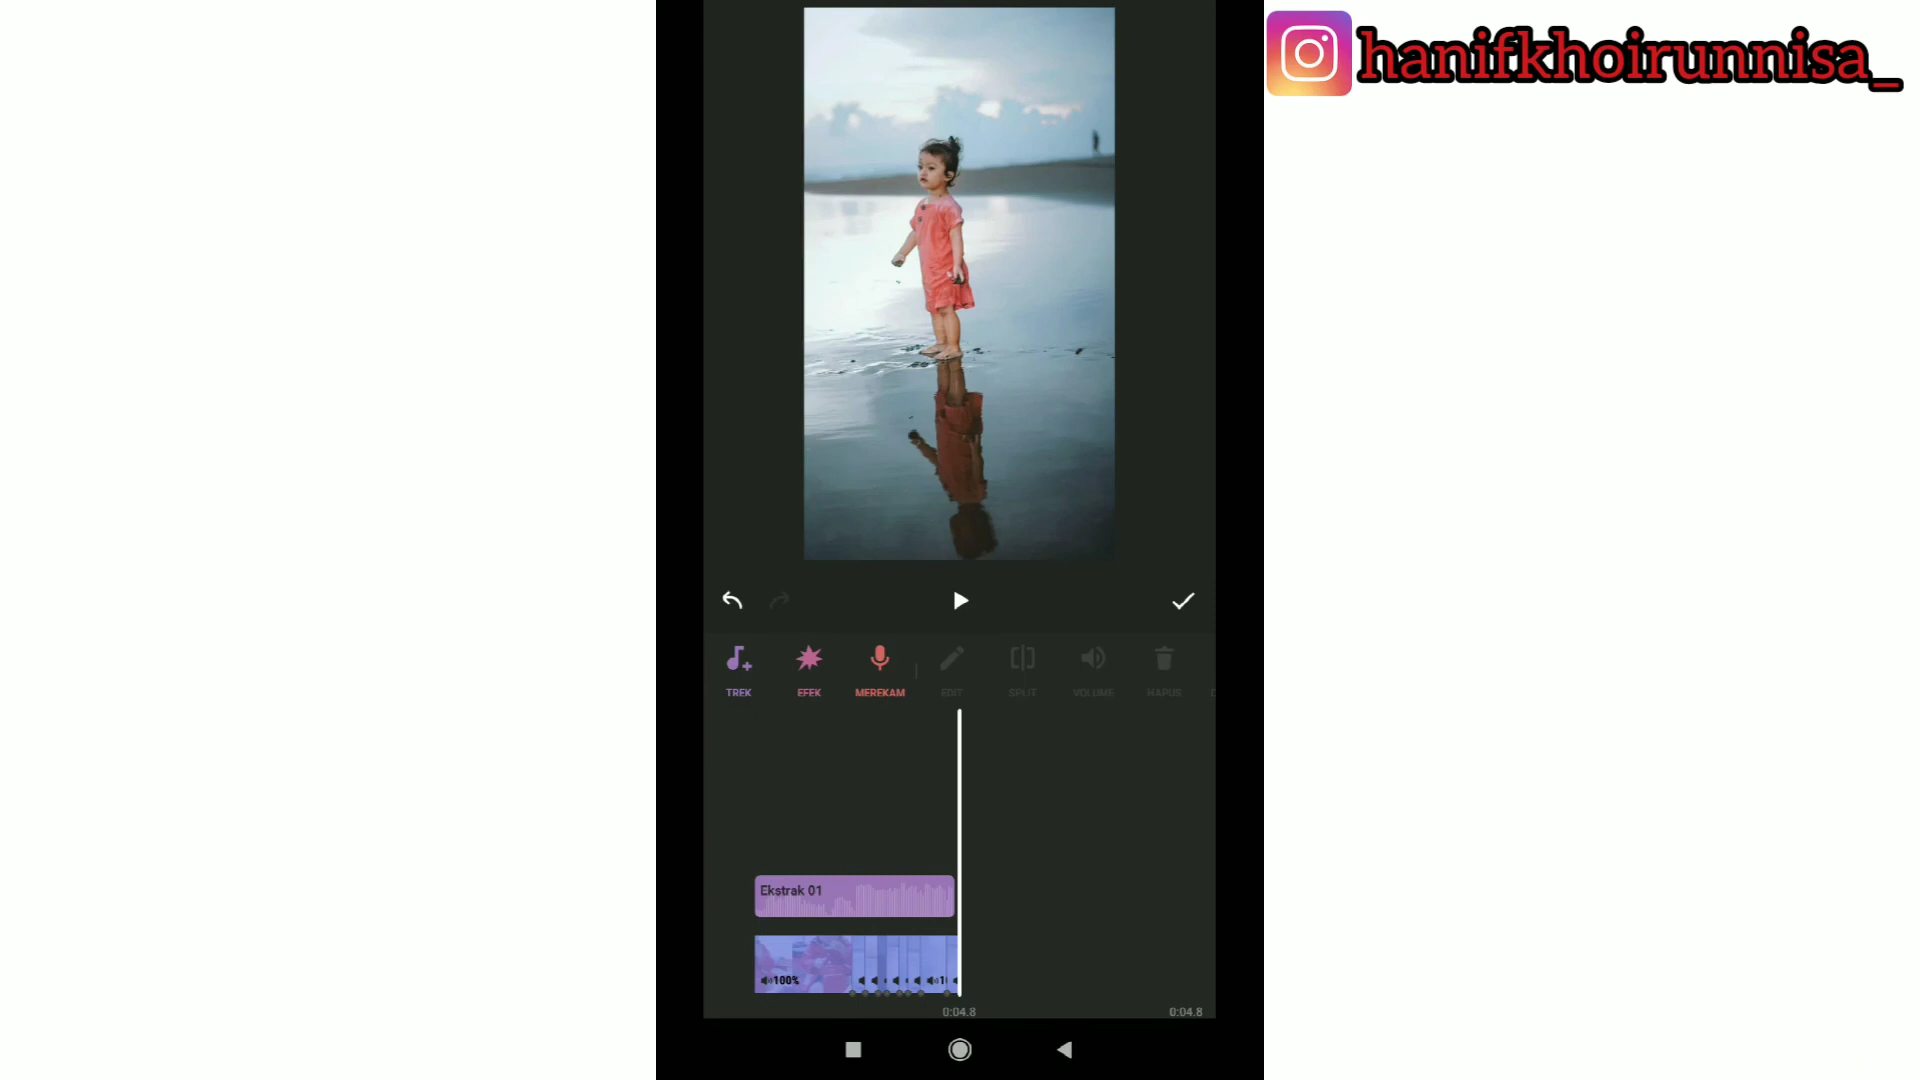 hanifkhoirunnisa_
TREK EFEK MEREKAM EDIT SPLIT VOLUME HAPUS
Ekstrak 01
100%
0:04.8 0:04.8